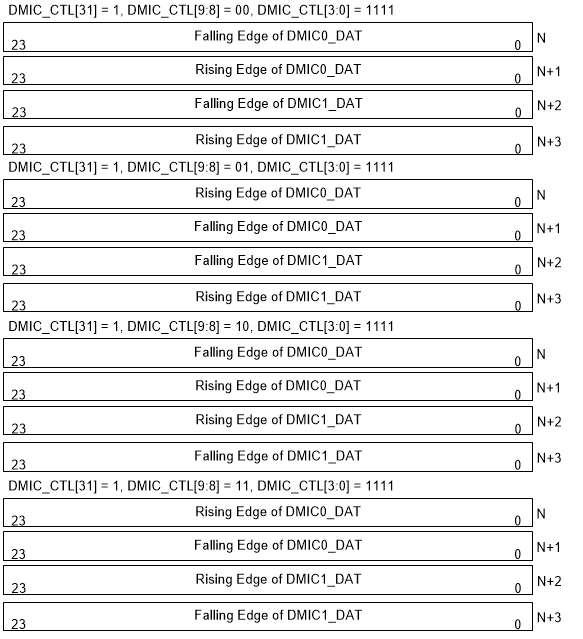 DMIC_CTL[31] = 1, DMIC_CTL[9:8] = 00, DMIC_CTL[3:0] = 1111
23 Falling Edge of DMIC0_DAT 0 N
23 Rising Edge of DMIC0_DAT 0 N+1
23 Falling Edge of DMIC1_DAT 0 N+2
23 Rising Edge of DMIC1_DAT 0 N+3
DMIC_CTL[31] = 1, DMIC_CTL[9:8] = 01, DMIC_CTL[3:0] = 1111
23 Rising Edge of DMIC0_DAT 0 N
23 Falling Edge of DMIC0_DAT 0 N+1
23 Falling Edge of DMIC1_DAT 0 N+2
23 Rising Edge of DMIC1_DAT 0 N+3
DMIC_CTL[31] = 1, DMIC_CTL[9:8] = 10, DMIC_CTL[3:0] = 1111
23 Falling Edge of DMIC0_DAT 0 N
23 Rising Edge of DMIC0_DAT 0 N+1
23 Rising Edge of DMIC1_DAT 0 N+2
23 Falling Edge of DMIC1_DAT 0 N+3
DMIC_CTL[31] = 1, DMIC_CTL[9:8] = 11, DMIC_CTL[3:0] = 1111
23 Rising Edge of DMIC0_DAT 0 N
23 Falling Edge of DMIC0_DAT 0 N+1
23 Rising Edge of DMIC1_DAT 0 N+2
23 Falling Edge of DMIC1_DAT 0 N+3